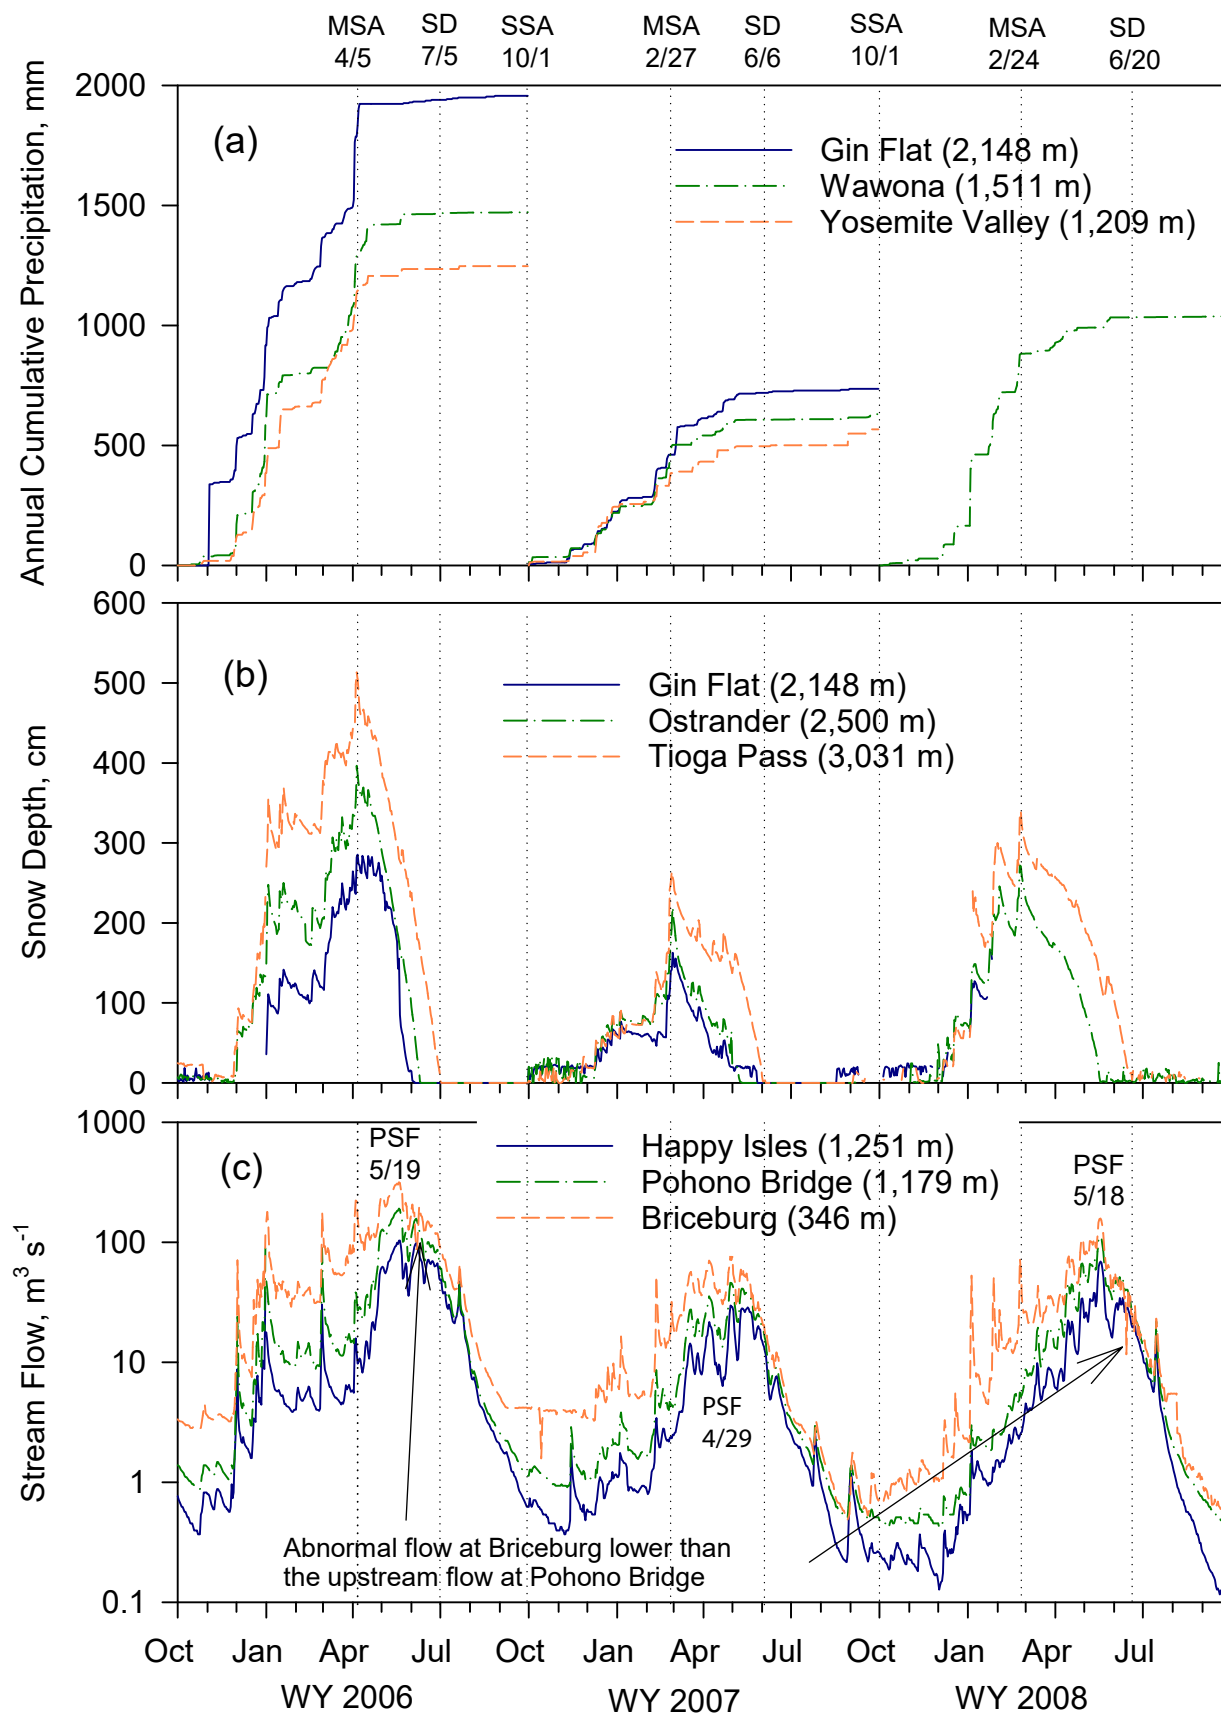 MSA SD SSA MSA SD SSA MSA SD
4/5 7/5 10/1 2/27 6/6 10/1 2/24 6/20
Annual Cumulative Precipitation, mm
2000
1500
1000
500
0
(a)
Gin Flat (2,148 m)
Wawona (1,511 m)
Yosemite Valley (1,209 m)
Snow Depth, cm
600
500
400
300
200
100
0
(b)
Gin Flat (2,148 m)
Ostrander (2,500 m)
Tioga Pass (3,031 m)
Stream Flow, m³ s⁻¹
1000
100
10
1
0.1
(c)
PSF
5/19
Happy Isles (1,251 m)
Pohono Bridge (1,179 m)
Briceburg (346 m)
PSF
5/18
PSF
4/29
Abnormal flow at Briceburg lower than
the upstream flow at Pohono Bridge
Oct Jan Apr Jul Oct Jan Apr Jul Oct Jan Apr Jul
WY 2006 WY 2007 WY 2008